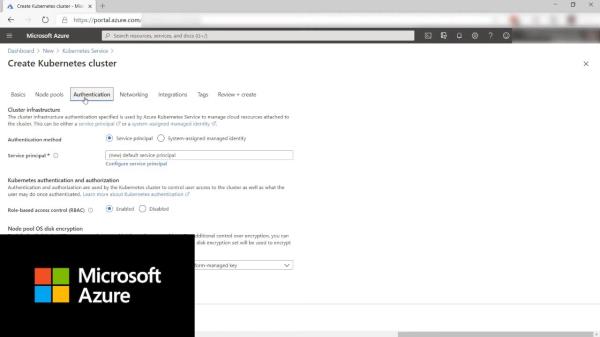 Create Kubernetes cluster - Mic
https://portal.azure.com/
Microsoft Azure
Search resources, services, and docs (G+/)
Dashboard > New > Kubernetes Service >
Create Kubernetes cluster
Basics Node pools Authentication Networking Integrations Tags Review + create
Cluster infrastructure
The cluster infrastructure authentication specified is used by Azure Kubernetes Service to manage cloud resources attached
to the cluster. This can be either a service principal or a system-assigned managed identity.
Authentication method Service principal System-assigned managed identity
Service principal * (new) default service principal
Configure service principal
Kubernetes authentication and authorization
Authentication and authorization are used by the Kubernetes cluster to control user access to the cluster as well as what the
user may do once authenticated. Learn more about Kubernetes authentication
Role-based access control (RBAC) Enabled Disabled
Node pool OS disk encryption
additional control over encryption, you can
disk encryption set will be used to encrypt
orm-managed key
Microsoft
Azure